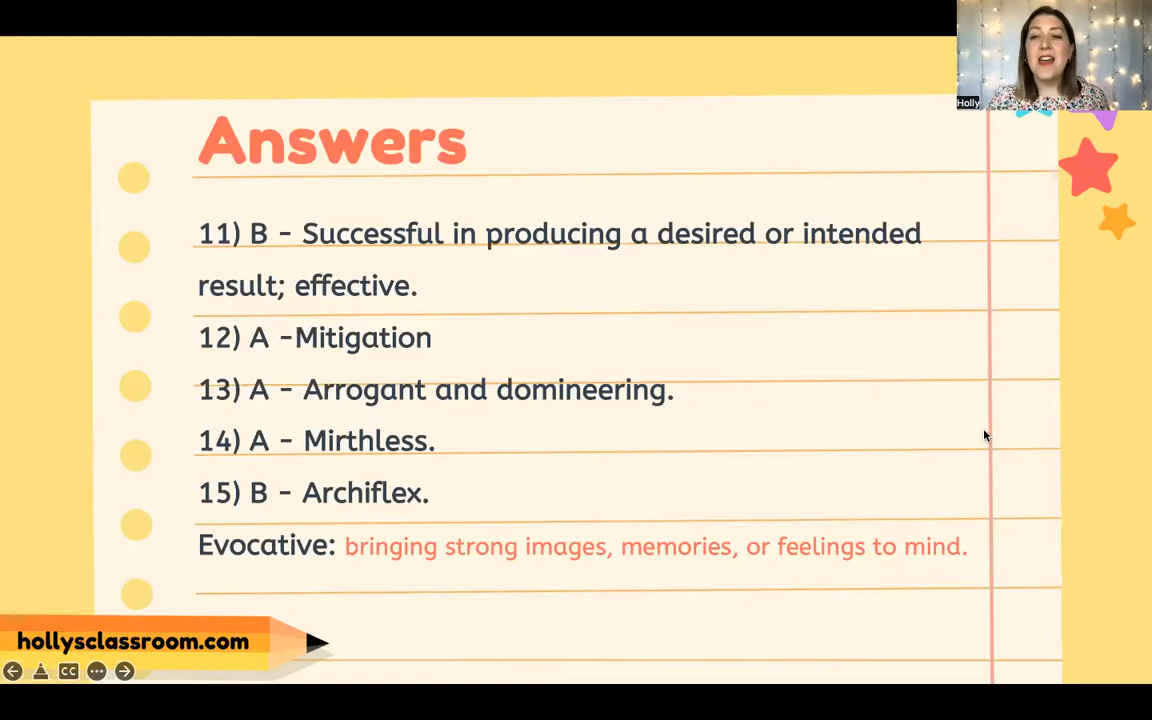 Holly
Answers
11) B - Successful in producing a desired or intended
result; effective.
12) A -Mitigation
13) A - Arrogant and domineering.
14) A - Mirthless.
15) B - Archiflex.
Evocative: bringing strong images, memories, or feelings to mind.
hollysclassroom.com
CC